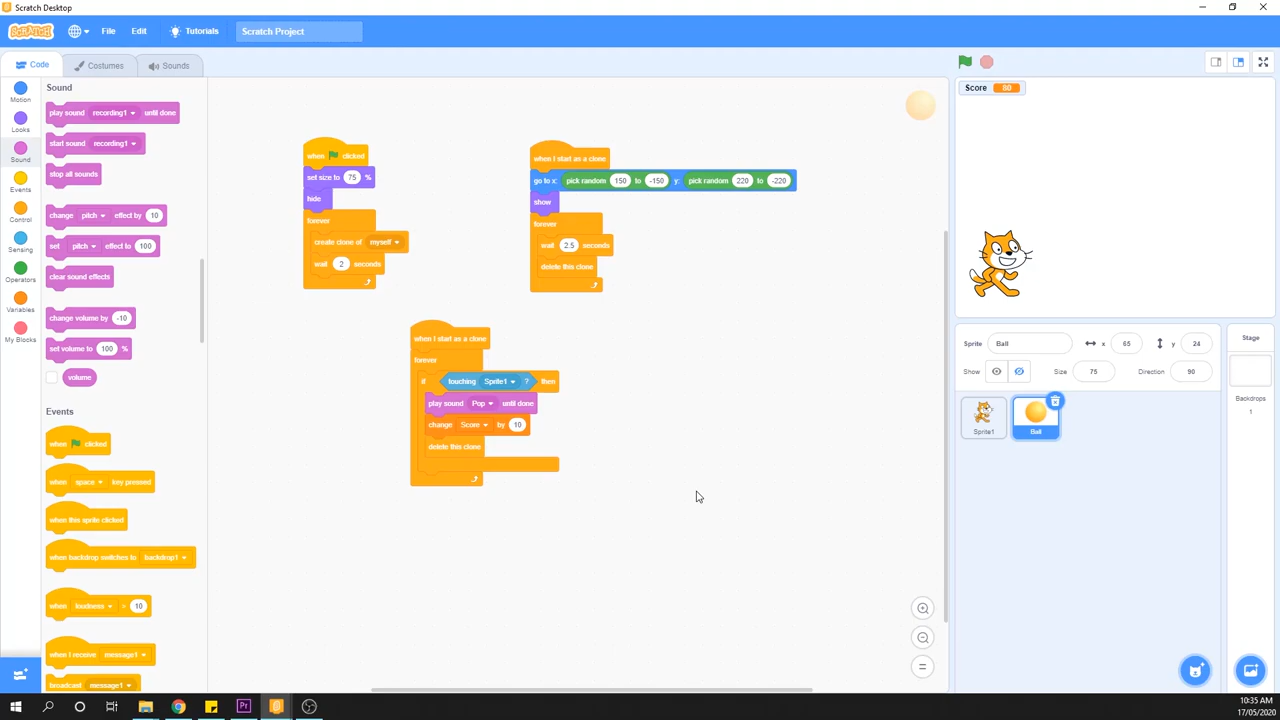 Scratch Desktop
SCRATCH File Edit Tutorials Scratch Project
Code Costumes Sounds
Motion
Looks
Sound
Events
Control
Sensing
Operators
Variables
My Blocks
Sound
play sound recording1 until done
start sound recording1
stop all sounds
change pitch effect by 10
set pitch effect to 100
clear sound effects
change volume by -10
set volume to 100 %
volume
Events
when clicked
when space key pressed
when this sprite clicked
when backdrop switches to backdrop1
when loudness > 10
when I receive message1
broadcast message1
when clicked
set size to 75 %
hide
forever
create clone of myself
wait 2 seconds
when I start as a clone
go to x: pick random 150 to -150 y: pick random 220 to -220
show
forever
wait 2.5 seconds
delete this clone
when I start as a clone
forever
if touching Sprite1 ? then
play sound Pop until done
change Score by 10
delete this clone
Score 80
Sprite Ball x 65 y 24
Show Size 75 Direction 90
Sprite1
Ball
Stage
Backdrops
1
Pr
10:35 AM
17/05/2020